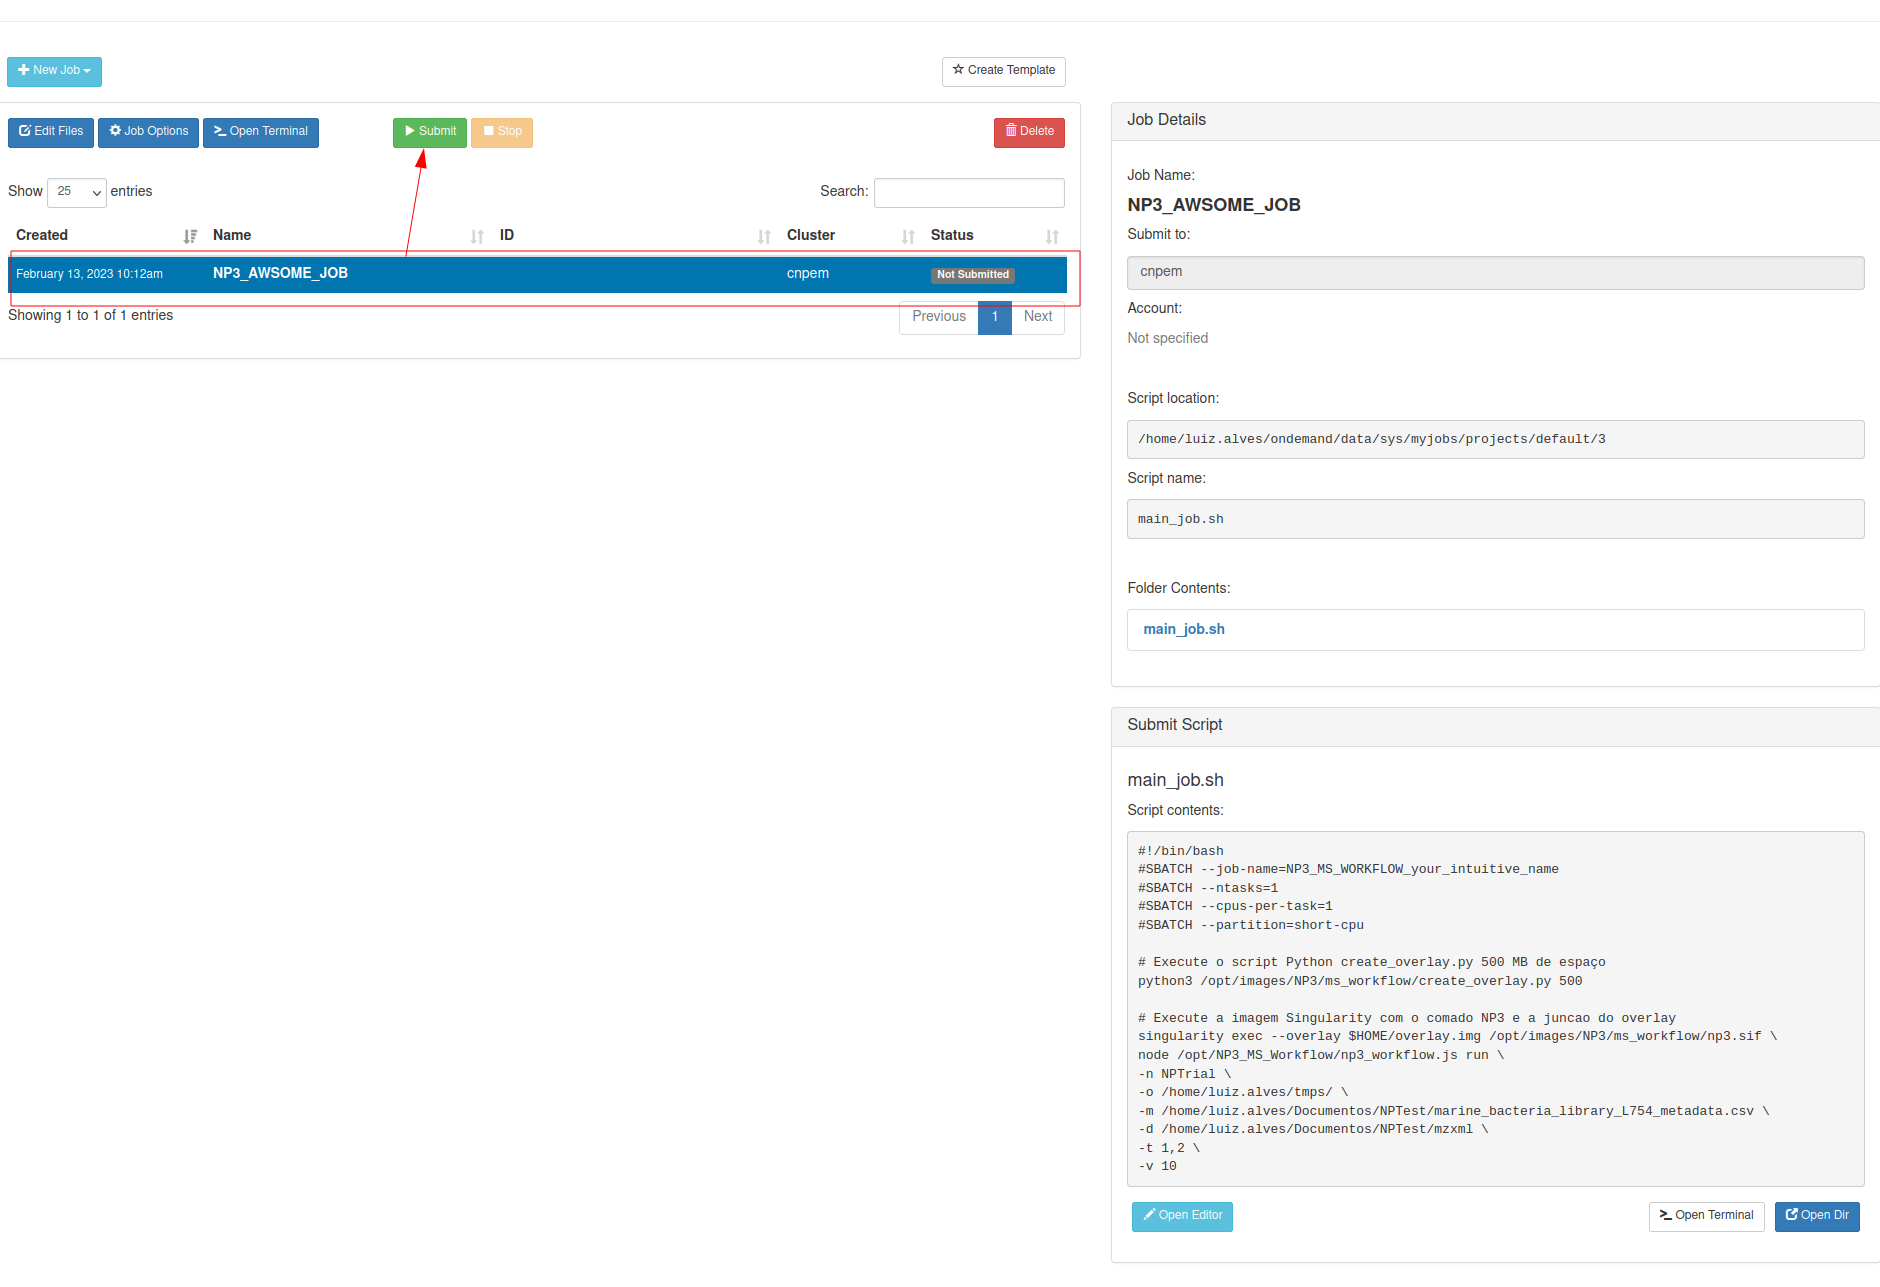 New Job
Create Template
Edit Files Job Options Open Terminal Submit Stop Delete
Show 25 entries Search:
Created Name ID Cluster Status
February 13, 2023 10:12am NP3_AWSOME_JOB cnpem Not Submitted
Showing 1 to 1 of 1 entries Previous 1 Next
Job Details
Job Name:
NP3_AWSOME_JOB
Submit to:
cnpem
Account:
Not specified
Script location:
/home/luiz.alves/ondemand/data/sys/myjobs/projects/default/3
Script name:
main_job.sh
Folder Contents:
main_job.sh
Submit Script
main_job.sh
Script contents:
#!/bin/bash
#SBATCH --job-name=NP3_MS_WORKFLOW_your_intuitive_name
#SBATCH --ntasks=1
#SBATCH --cpus-per-task=1
#SBATCH --partition=short-cpu
# Execute o script Python create_overlay.py 500 MB de espaço
python3 /opt/images/NP3/ms_workflow/create_overlay.py 500
# Execute a imagem Singularity com o comado NP3 e a juncao do overlay
singularity exec --overlay $HOME/overlay.img /opt/images/NP3/ms_workflow/np3.sif \
node /opt/NP3_MS_Workflow/np3_workflow.js run \
-n NPTrial \
-o /home/luiz.alves/tmps/ \
-m /home/luiz.alves/Documentos/NPTest/marine_bacteria_library_L754_metadata.csv \
-d /home/luiz.alves/Documentos/NPTest/mzxml \
-t 1,2 \
-v 10
Open Editor Open Terminal Open Dir